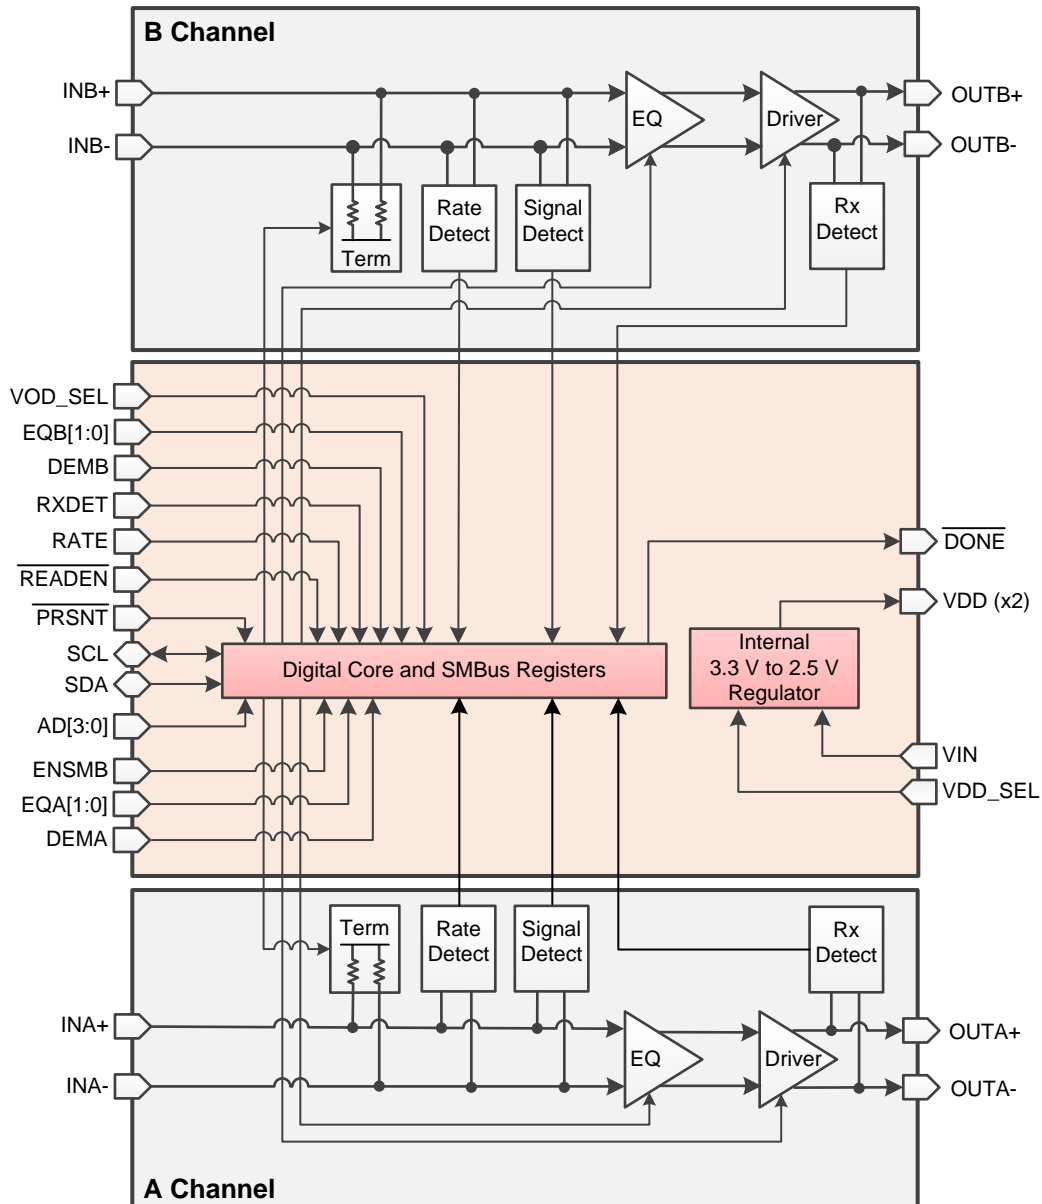 B Channel
INB+
EQ
Driver
OUTB+
INB-
OUTB-
Rate
Detect
Signal
Detect
Rx
Detect
Term
VOD_SEL
EQB[1:0]
DEMB
RXDET
RATE
READEN
PRSNT
SCL
SDA
AD[3:0]
ENSMB
EQA[1:0]
DEMA
Digital Core and SMBus Registers
DONE
VDD (x2)
Internal
3.3 V to 2.5 V
Regulator
VIN
VDD_SEL
Term
Rate
Detect
Signal
Detect
Rx
Detect
INA+
EQ
Driver
OUTA+
INA-
OUTA-
A Channel